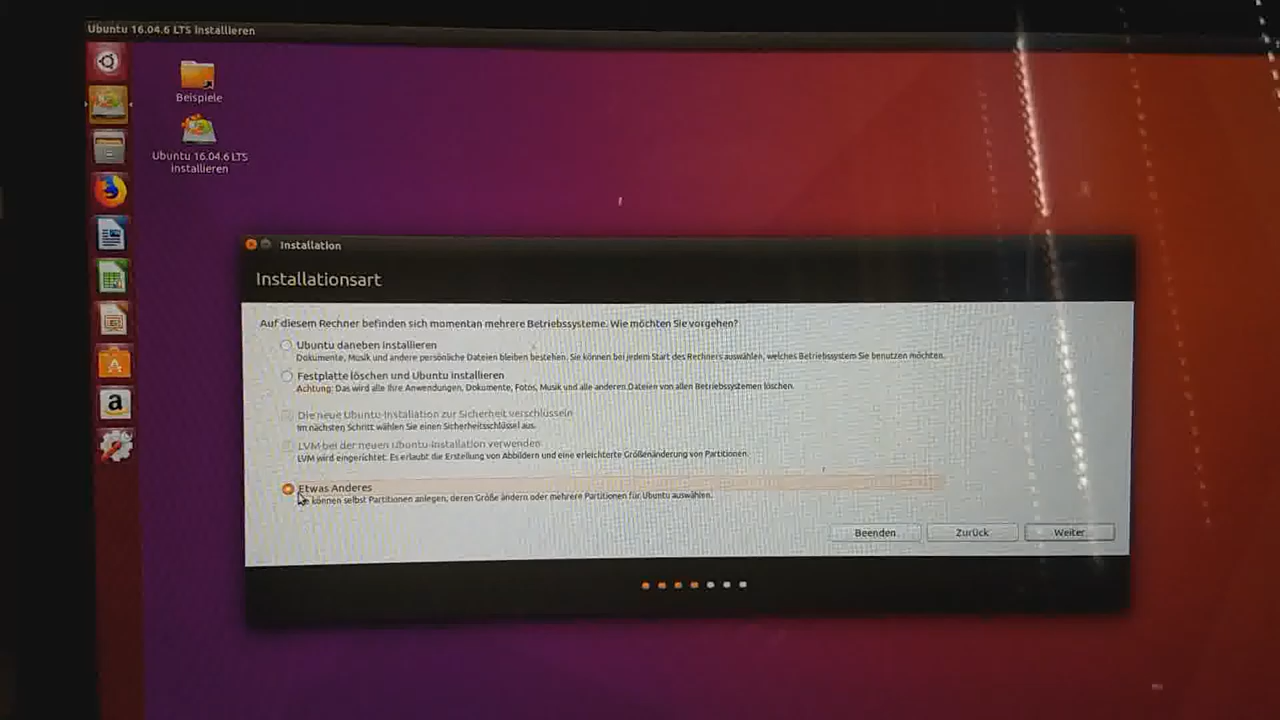 Ubuntu 16.04.6 LTS Installieren
Beispiele
Ubuntu 16.04.6 LTS
installieren
a
Installation
Installationsart
Auf diesem Rechner befinden sich momentan mehrere Betriebssysteme. Wie möchten Sie vorgehen?
Ubuntu daneben installieren
Dokumente, Musik und andere persönliche Dateien bleiben bestehen. Sie können bei jedem Start des Rechners auswählen, welches Betriebssystem Sie benutzen möchten.
Festplatte löschen und Ubuntu installieren
Achtung: Das wird alle Ihre Anwendungen, Dokumente, Fotos, Musik und alle anderen Dateien von allen Betriebssystemen löschen.
Die neue Ubuntu-Installation zur Sicherheit verschlüsseln
Im nächsten Schritt wählen Sie einen Sicherheitsschlüssel aus.
LVM bei der neuen Ubuntu-Installation verwenden
LVM wird eingerichtet. Es erlaubt die Erstellung von Abbildern und eine erleichterte Größenänderung von Partitionen.
Etwas Anderes
können selbst Partitionen anlegen, deren Größe ändern oder mehrere Partitionen für Ubuntu auswählen.
Beenden
Zurück
Weiter